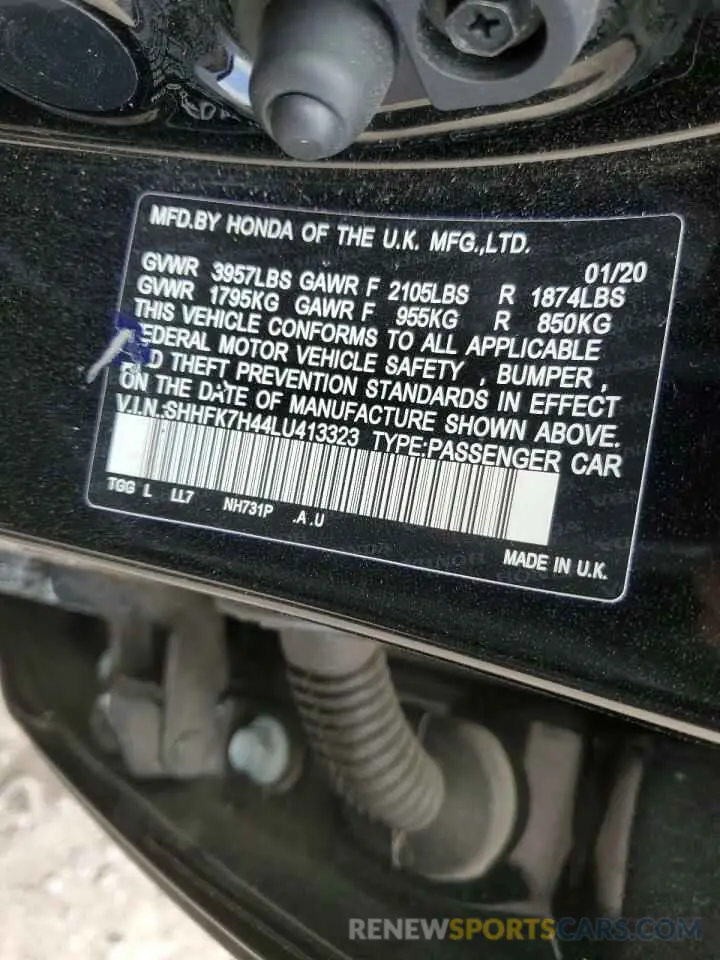 MFD.BY HONDA OF THE U.K. MFG.,LTD.
01/20
GVWR 3957LBS GAWR F 2105LBS R 1874LBS
GVWR 1795KG GAWR F 955KG R 850KG
THIS VEHICLE CONFORMS TO ALL APPLICABLE
FEDERAL MOTOR VEHICLE SAFETY , BUMPER ,
THEFT PREVENTION STANDARDS IN EFFECT
ON THE DATE OF MANUFACTURE SHOWN ABOVE.
V.I.N.:SHHFK7H44LU413323 TYPE:PASSENGER CAR
TGG L LL7 NH731P .A.U
MADE IN U.K.
RENEWSPORTSCARS.COM